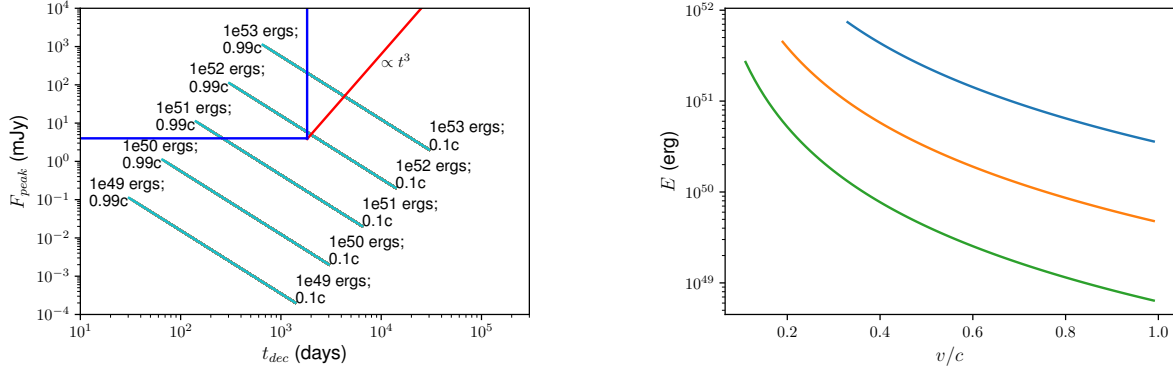 10^4
10^3
10^2
10^1
10^0
10^-1
10^-2
10^-3
10^-4
F_peak (mJy)
1e53 ergs;
0.99c
1e52 ergs;
0.99c
1e51 ergs;
0.99c
1e50 ergs;
0.99c
1e49 ergs;
0.99c
∝ t^3
1e53 ergs;
0.1c
1e52 ergs;
0.1c
1e51 ergs;
0.1c
1e50 ergs;
0.1c
1e49 ergs;
0.1c
10^1 10^2 10^3 10^4 10^5
t_dec (days)
10^52
10^51
10^50
10^49
E (erg)
0.2 0.4 0.6 0.8 1.0
v/c